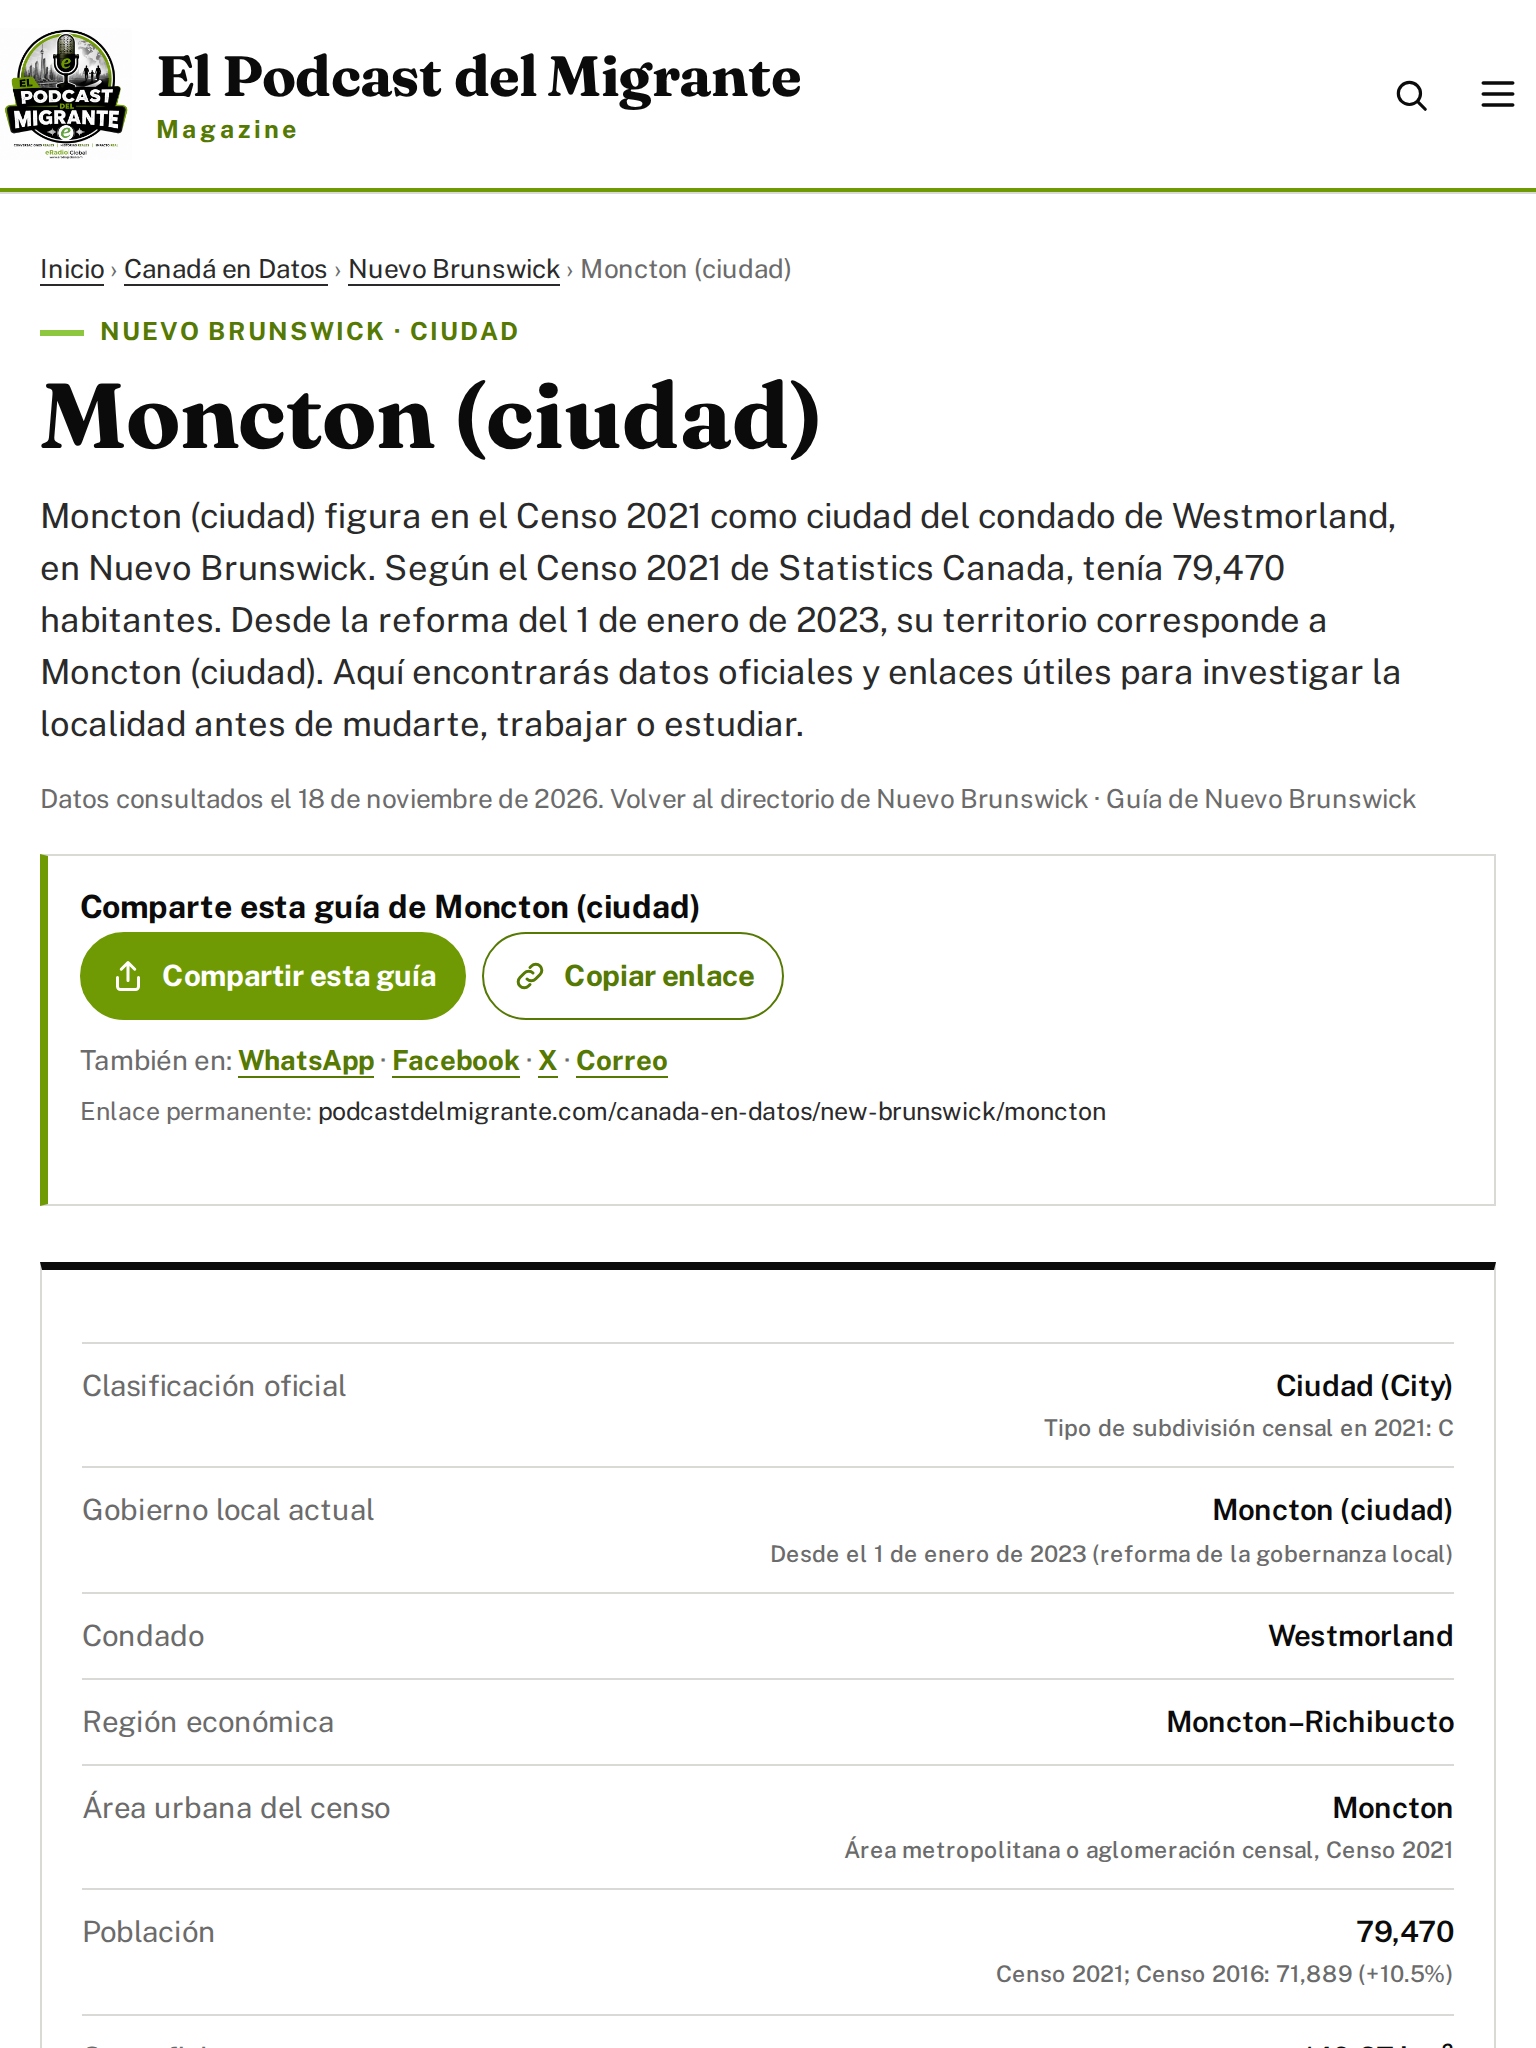 EL
PODCAST
DEL
MIGRANTE
eRadio Global
El Podcast del Migrante
Magazine
Inicio › Canadá en Datos › Nuevo Brunswick › Moncton (ciudad)
NUEVO BRUNSWICK · CIUDAD
Moncton (ciudad)
Moncton (ciudad) figura en el Censo 2021 como ciudad del condado de Westmorland,
en Nuevo Brunswick. Según el Censo 2021 de Statistics Canada, tenía 79,470
habitantes. Desde la reforma del 1 de enero de 2023, su territorio corresponde a
Moncton (ciudad). Aquí encontrarás datos oficiales y enlaces útiles para investigar la
localidad antes de mudarte, trabajar o estudiar.
Datos consultados el 18 de noviembre de 2026. Volver al directorio de Nuevo Brunswick · Guía de Nuevo Brunswick
Comparte esta guía de Moncton (ciudad)
Compartir esta guía
Copiar enlace
También en: WhatsApp · Facebook · X · Correo
Enlace permanente: podcastdelmigrante.com/canada-en-datos/new-brunswick/moncton
Clasificación oficial
Ciudad (City)
Tipo de subdivisión censal en 2021: C
Gobierno local actual
Moncton (ciudad)
Desde el 1 de enero de 2023 (reforma de la gobernanza local)
Condado
Westmorland
Región económica
Moncton–Richibucto
Área urbana del censo
Moncton
Área metropolitana o aglomeración censal, Censo 2021
Población
79,470
Censo 2021; Censo 2016: 71,889 (+10.5%)